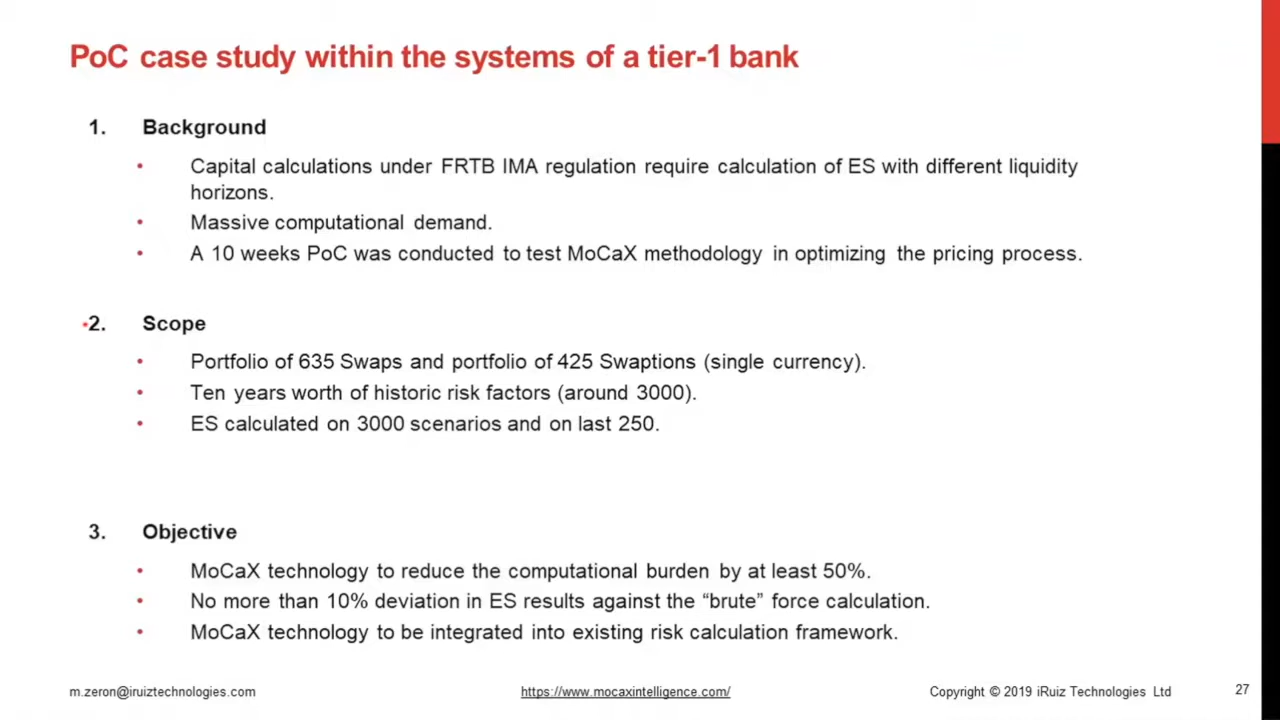 PoC case study within the systems of a tier-1 bank
1. Background
• Capital calculations under FRTB IMA regulation require calculation of ES with different liquidity
horizons.
• Massive computational demand.
• A 10 weeks PoC was conducted to test MoCaX methodology in optimizing the pricing process.
2. Scope
• Portfolio of 635 Swaps and portfolio of 425 Swaptions (single currency).
• Ten years worth of historic risk factors (around 3000).
• ES calculated on 3000 scenarios and on last 250.
3. Objective
• MoCaX technology to reduce the computational burden by at least 50%.
• No more than 10% deviation in ES results against the “brute” force calculation.
• MoCaX technology to be integrated into existing risk calculation framework.
m.zeron@iruiztechnologies.com https://www.mocaxintelligence.com/ Copyright © 2019 iRuiz Technologies Ltd 27